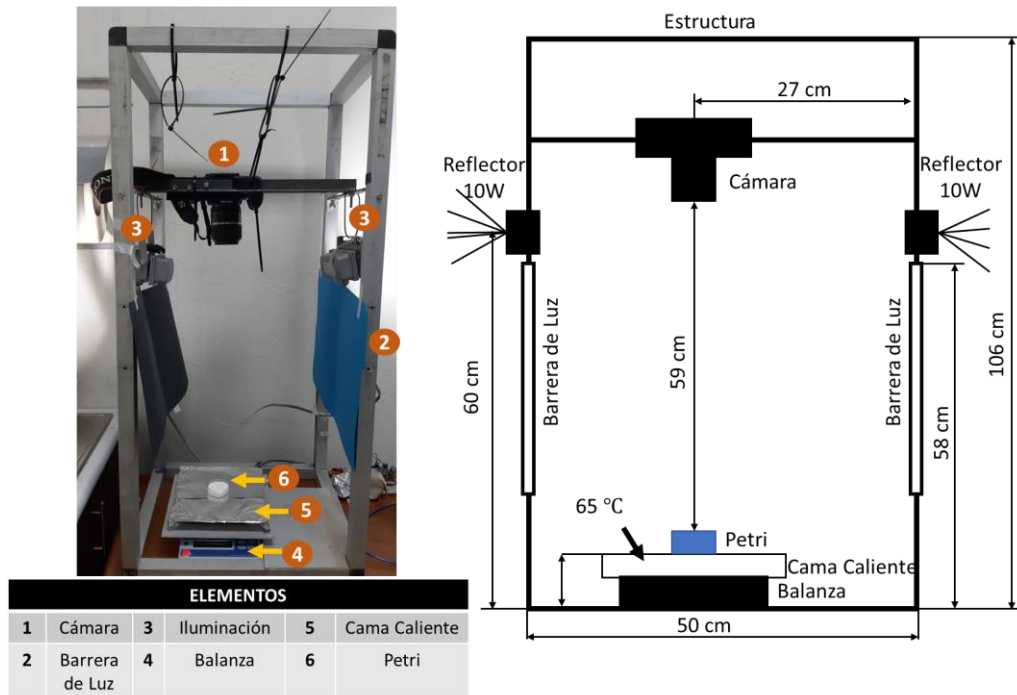 1
3
3
2
6
5
4
ELEMENTOS
1 Cámara 3 Iluminación 5 Cama Caliente
2 Barrera de Luz 4 Balanza 6 Petri
Estructura
27 cm
Reflector
10W
Cámara
Reflector
10W
Barrera de Luz
60 cm
59 cm
Barrera de Luz
58 cm
106 cm
65 °C
Petri
Cama Caliente
Balanza
50 cm